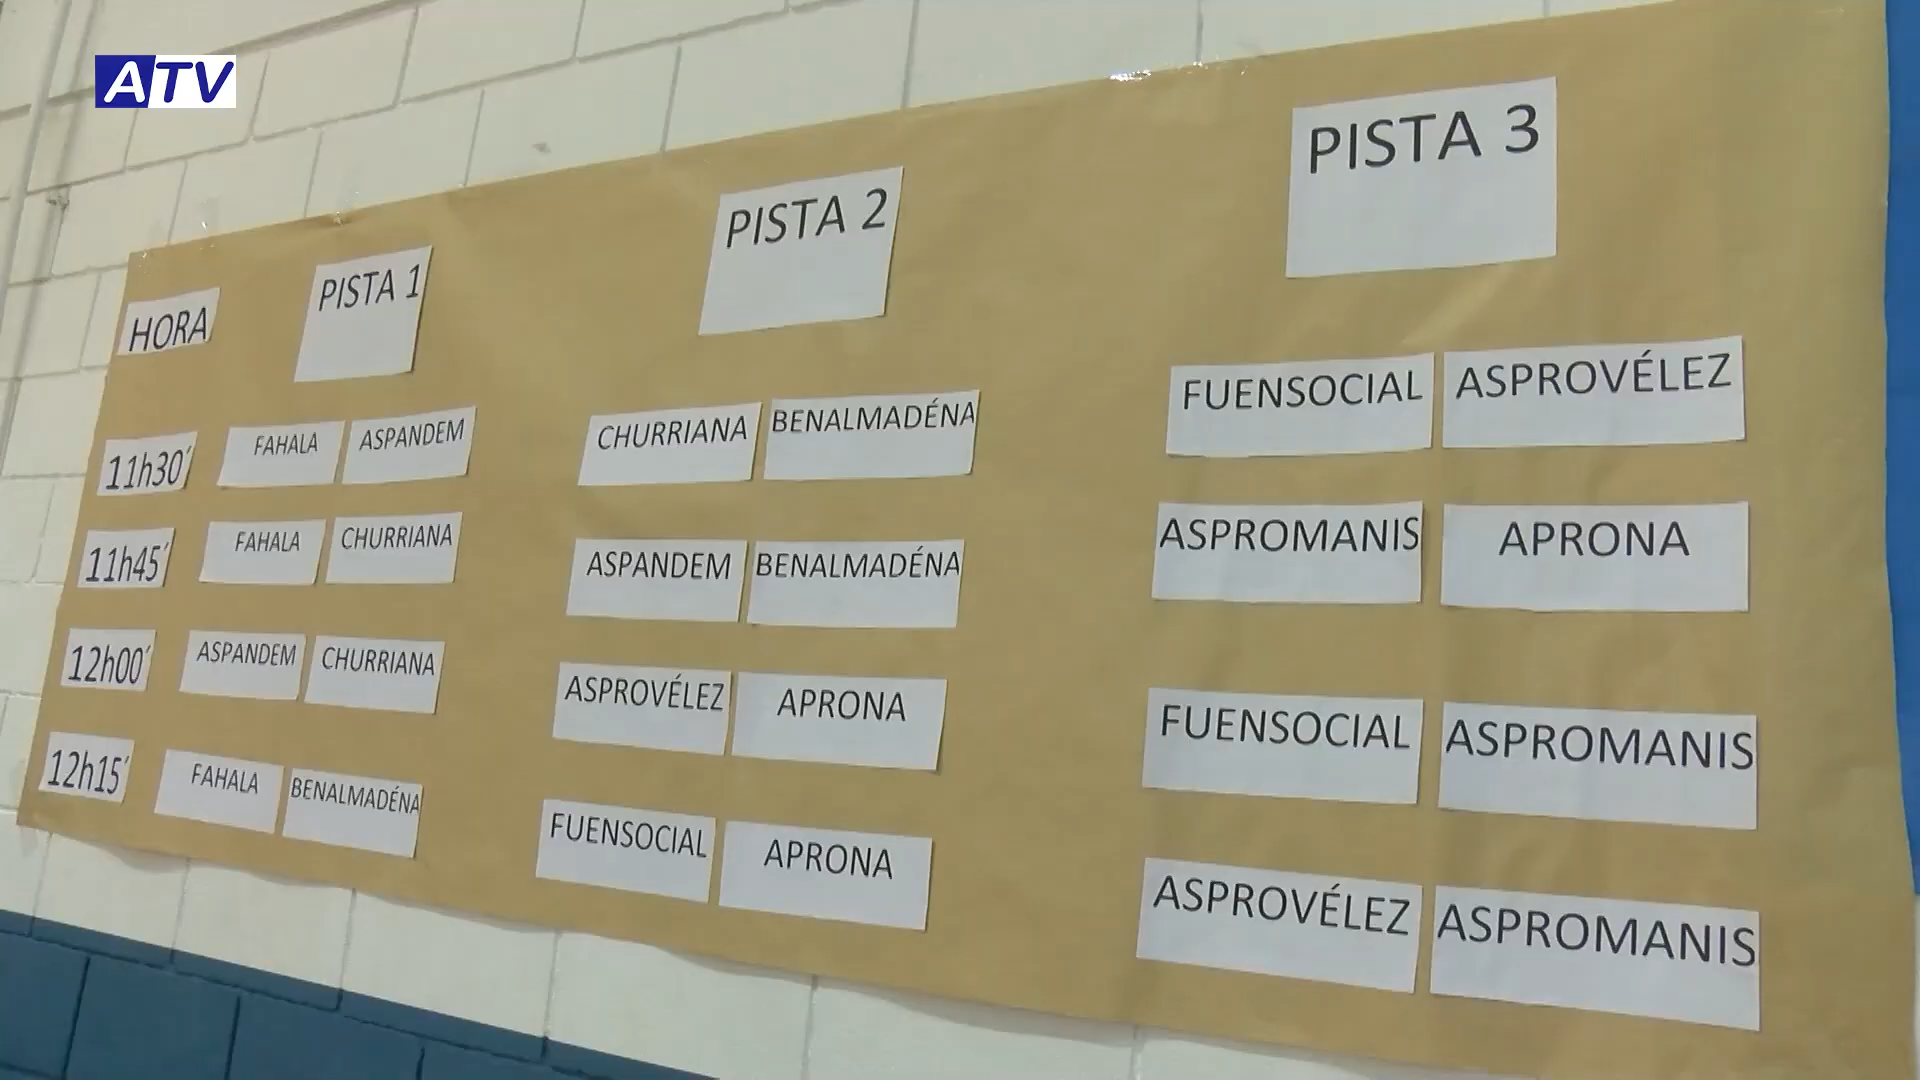 ATV
HORA PISTA 1 PISTA 2 PISTA 3
11h30´ FAHALA ASPANDEM CHURRIANA BENALMADÉNA FUENSOCIAL ASPROVÉLEZ
11h45´ FAHALA CHURRIANA ASPANDEM BENALMADÉNA ASPROMANIS APRONA
12h00´ ASPANDEM CHURRIANA ASPROVÉLEZ APRONA FUENSOCIAL ASPROMANIS
12h15´ FAHALA BENALMADÉNA FUENSOCIAL APRONA ASPROVÉLEZ ASPROMANIS